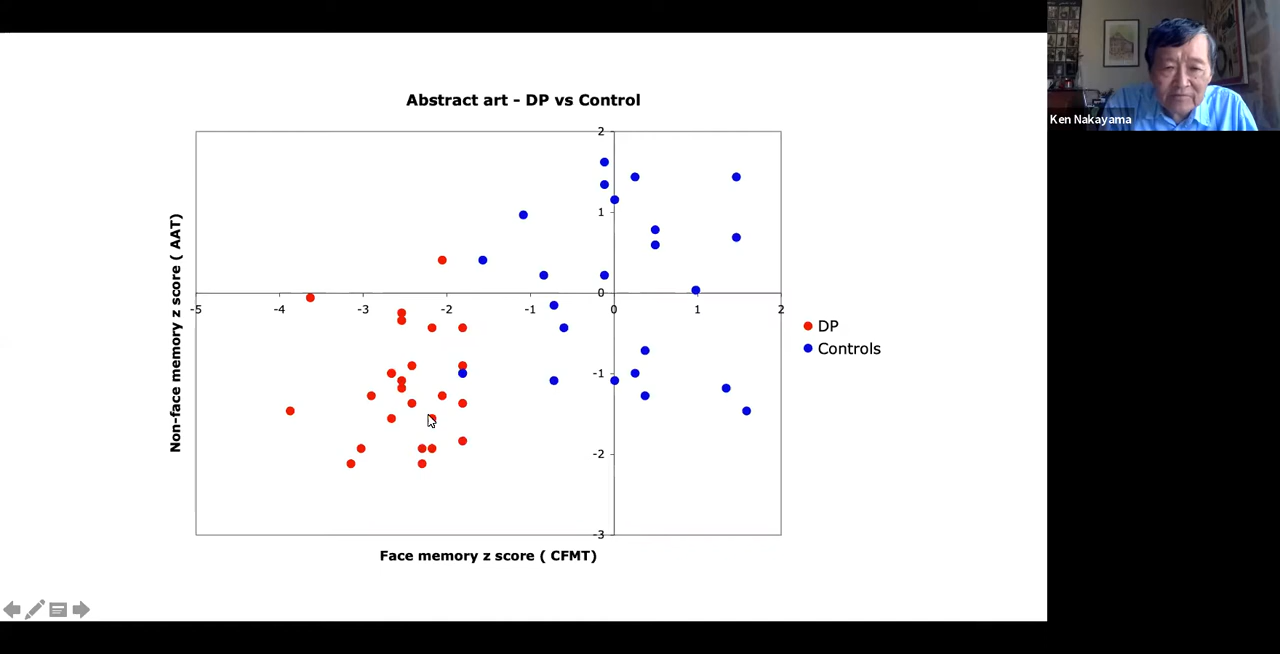 Abstract art - DP vs Control
Ken Nakayama
2
1
0
-5
-4
-3
-2
-1
0
1
2
-1
-2
-3
Non-face memory z score ( AAT)
Face memory z score ( CFMT)
DP
Controls